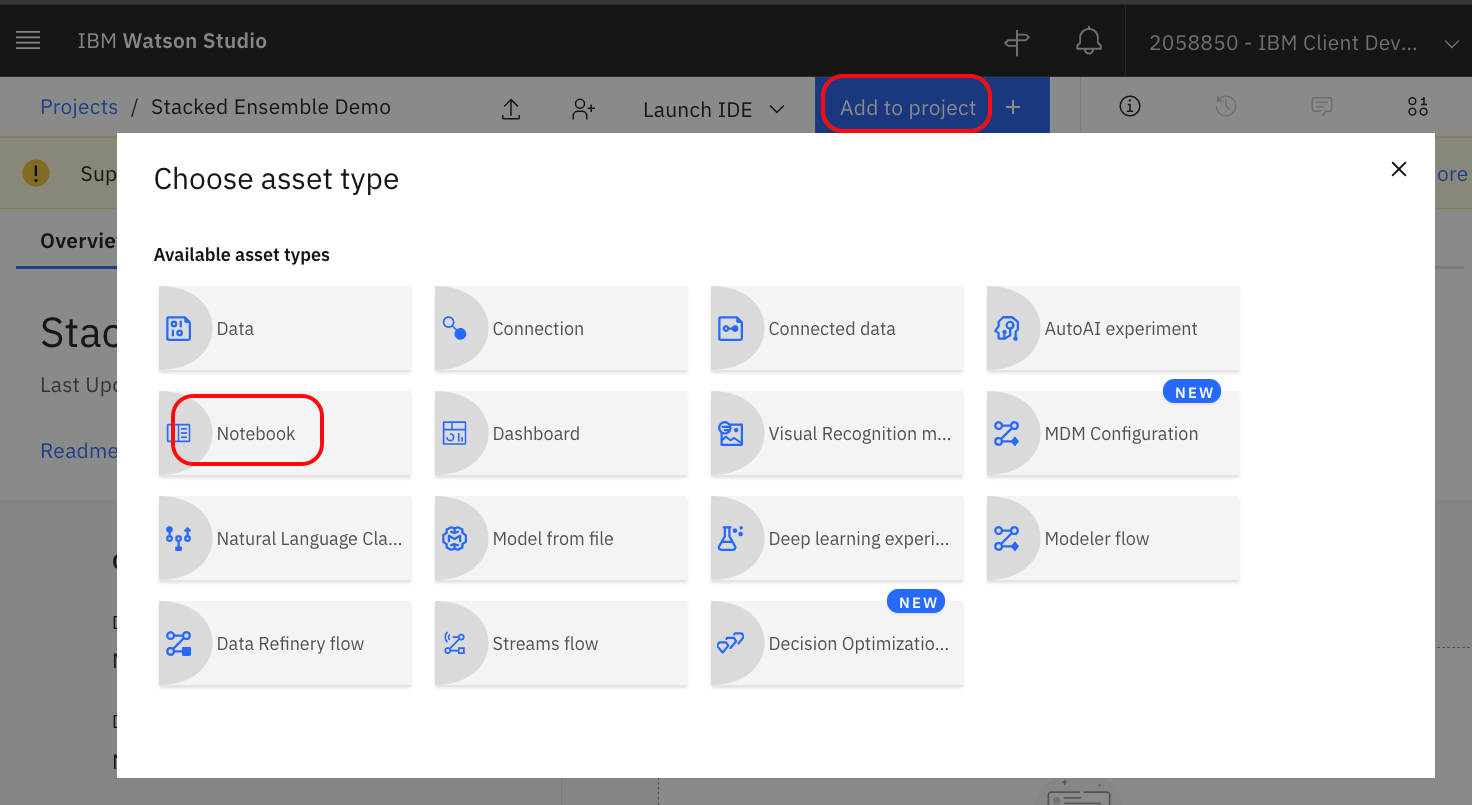 IBM Watson Studio
2058850 - IBM Client Dev...
Projects / Stacked Ensemble Demo
Launch IDE
Add to project +
! Sup
ore
Choose asset type
Overvie
Available asset types
Data
Connection
Connected data
AutoAI experiment
Stac
Last Upd
Readme
NEW
Notebook
Dashboard
Visual Recognition m...
MDM Configuration
Natural Language Cla...
Model from file
Deep learning experi...
Modeler flow
NEW
Data Refinery flow
Streams flow
Decision Optimizatio...